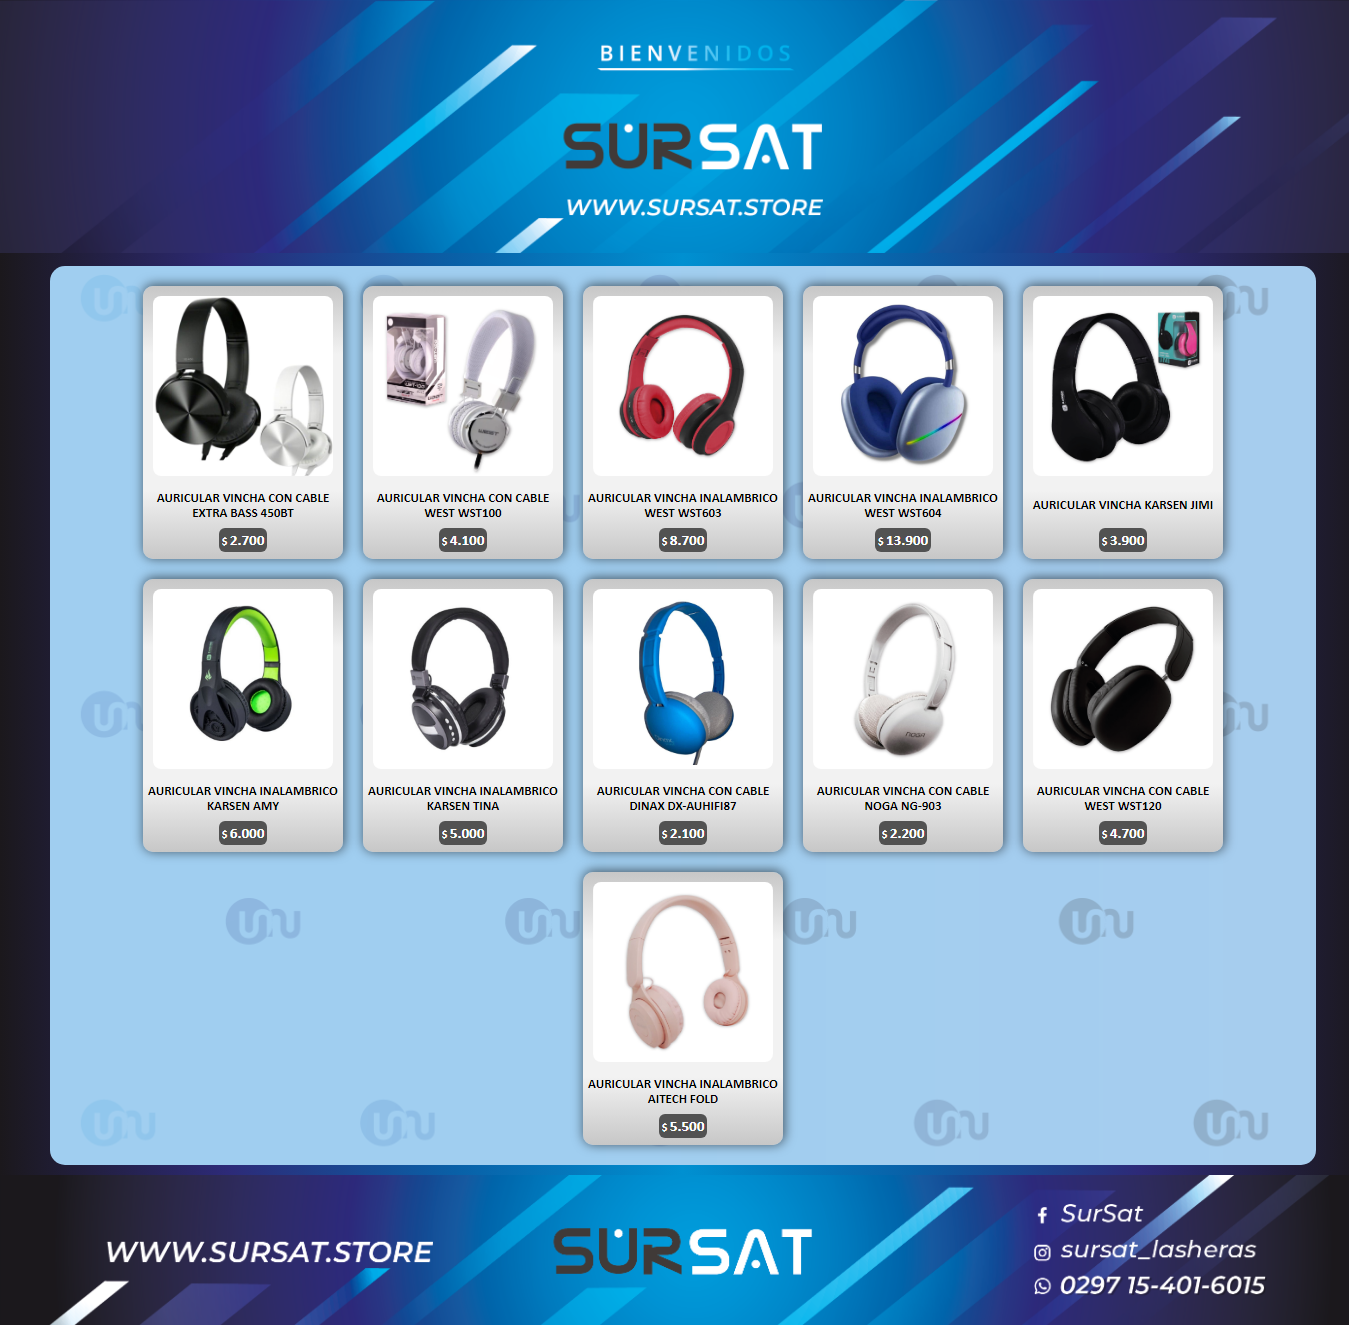 BIENVENIDOS
SURSAT
WWW.SURSAT.STORE
AURICULAR VINCHA CON CABLE
EXTRA BASS 450BT
$ 2.700
AURICULAR VINCHA CON CABLE
WEST WST100
$ 4.100
AURICULAR VINCHA INALAMBRICO
WEST WST603
$ 8.700
AURICULAR VINCHA INALAMBRICO
WEST WST604
$ 13.900
AURICULAR VINCHA KARSEN JIMI
$ 3.900
AURICULAR VINCHA INALAMBRICO
KARSEN AMY
$ 6.000
AURICULAR VINCHA INALAMBRICO
KARSEN TINA
$ 5.000
AURICULAR VINCHA CON CABLE
DINAX DX-AUHIFI87
$ 2.100
NOGA
AURICULAR VINCHA CON CABLE
NOGA NG-903
$ 2.200
AURICULAR VINCHA CON CABLE
WEST WST120
$ 4.700
AURICULAR VINCHA INALAMBRICO
AITECH FOLD
$ 5.500
WWW.SURSAT.STORE
SURSAT
SurSat
sursat_lasheras
0297 15-401-6015